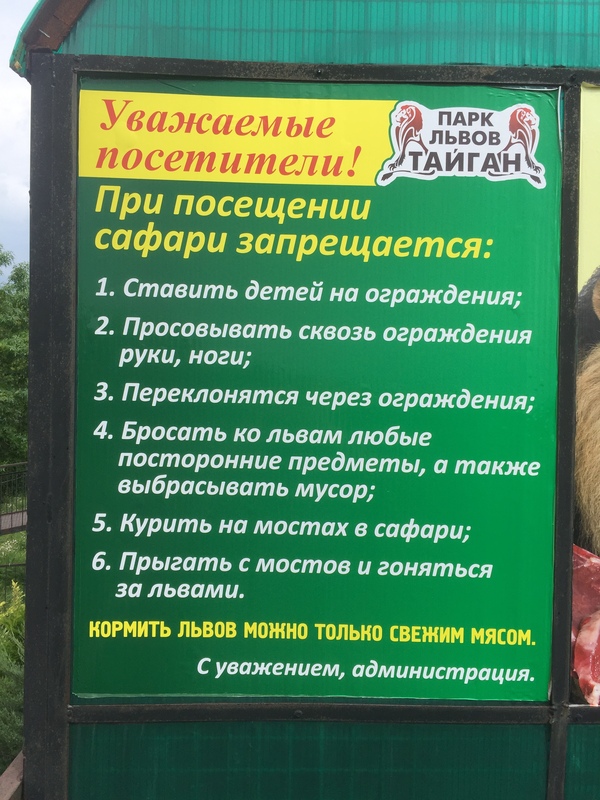 Уважаемые
посетители!
ПАРК
ЛЬВОВ
ТАЙГАН
При посещении
сафари запрещается:
1. Ставить детей на ограждения;
2. Просовывать сквозь ограждения
руки, ноги;
3. Переклонятся через ограждения;
4. Бросать ко львам любые
посторонние предметы, а также
выбрасывать мусор;
5. Курить на мостах в сафари;
6. Прыгать с мостов и гоняться
за львами.
КОРМИТЬ ЛЬВОВ МОЖНО ТОЛЬКО СВЕЖИМ МЯСОМ.
С уважением, администрация.